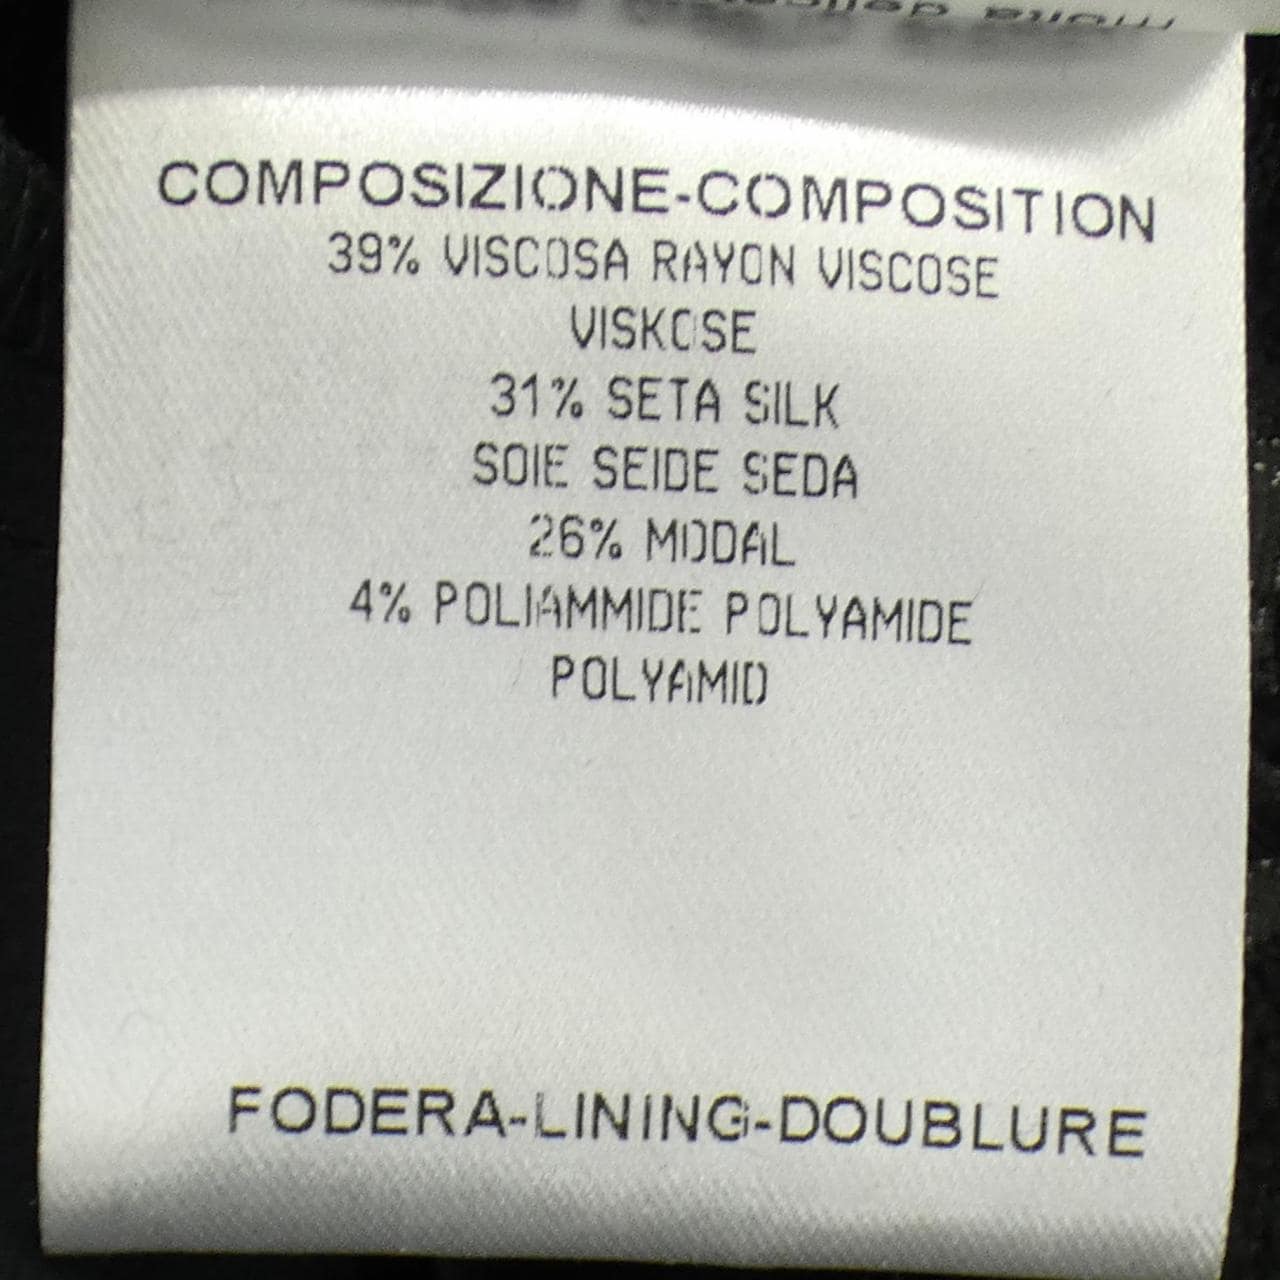 COMPOSIZIONE-COMPOSITION
39% VISCOSA RAYON VISCOSE
VISKOSE
31% SETA SILK
SOIE SEIDE SEDA
26% MODAL
4% POLIAMMIDE POLYAMIDE
POLYAMID
FODERA-LINING-DOUBLURE